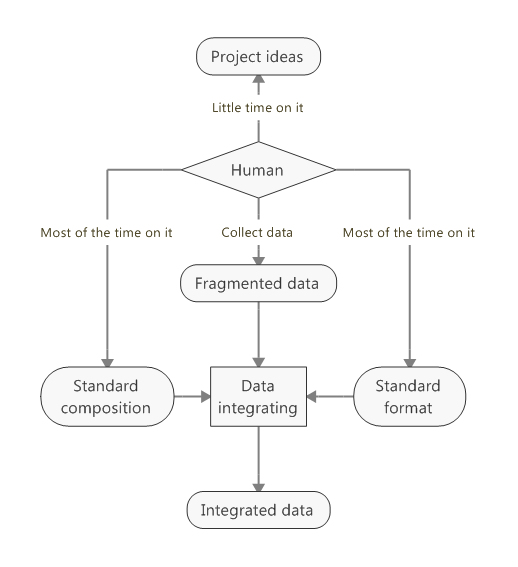 Project ideas
Little time on it
Human
Most of the time on it
Collect data
Most of the time on it
Fragmented data
Standard
composition
Data
integrating
Standard
format
Integrated data